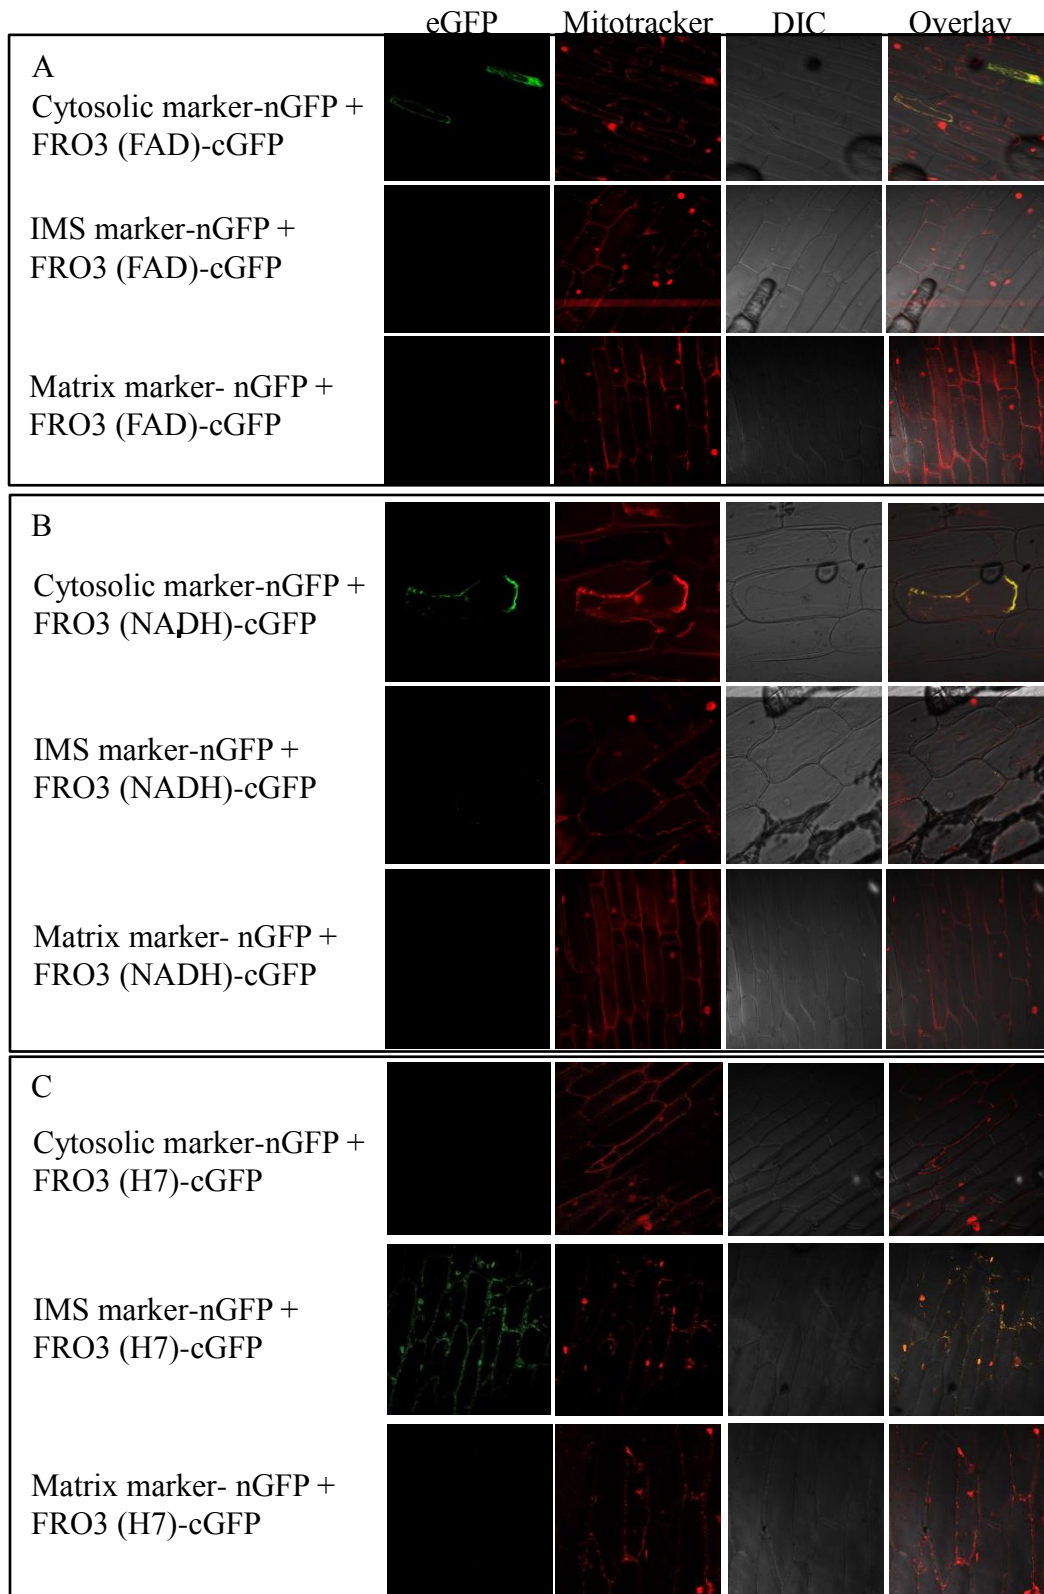 eGFP Mitotracker DIC Overlay
A
Cytosolic marker-nGFP +
FRO3 (FAD)-cGFP
IMS marker-nGFP +
FRO3 (FAD)-cGFP
Matrix marker- nGFP +
FRO3 (FAD)-cGFP
B
Cytosolic marker-nGFP +
FRO3 (NADH)-cGFP
IMS marker-nGFP +
FRO3 (NADH)-cGFP
Matrix marker- nGFP +
FRO3 (NADH)-cGFP
C
Cytosolic marker-nGFP +
FRO3 (H7)-cGFP
IMS marker-nGFP +
FRO3 (H7)-cGFP
Matrix marker- nGFP +
FRO3 (H7)-cGFP